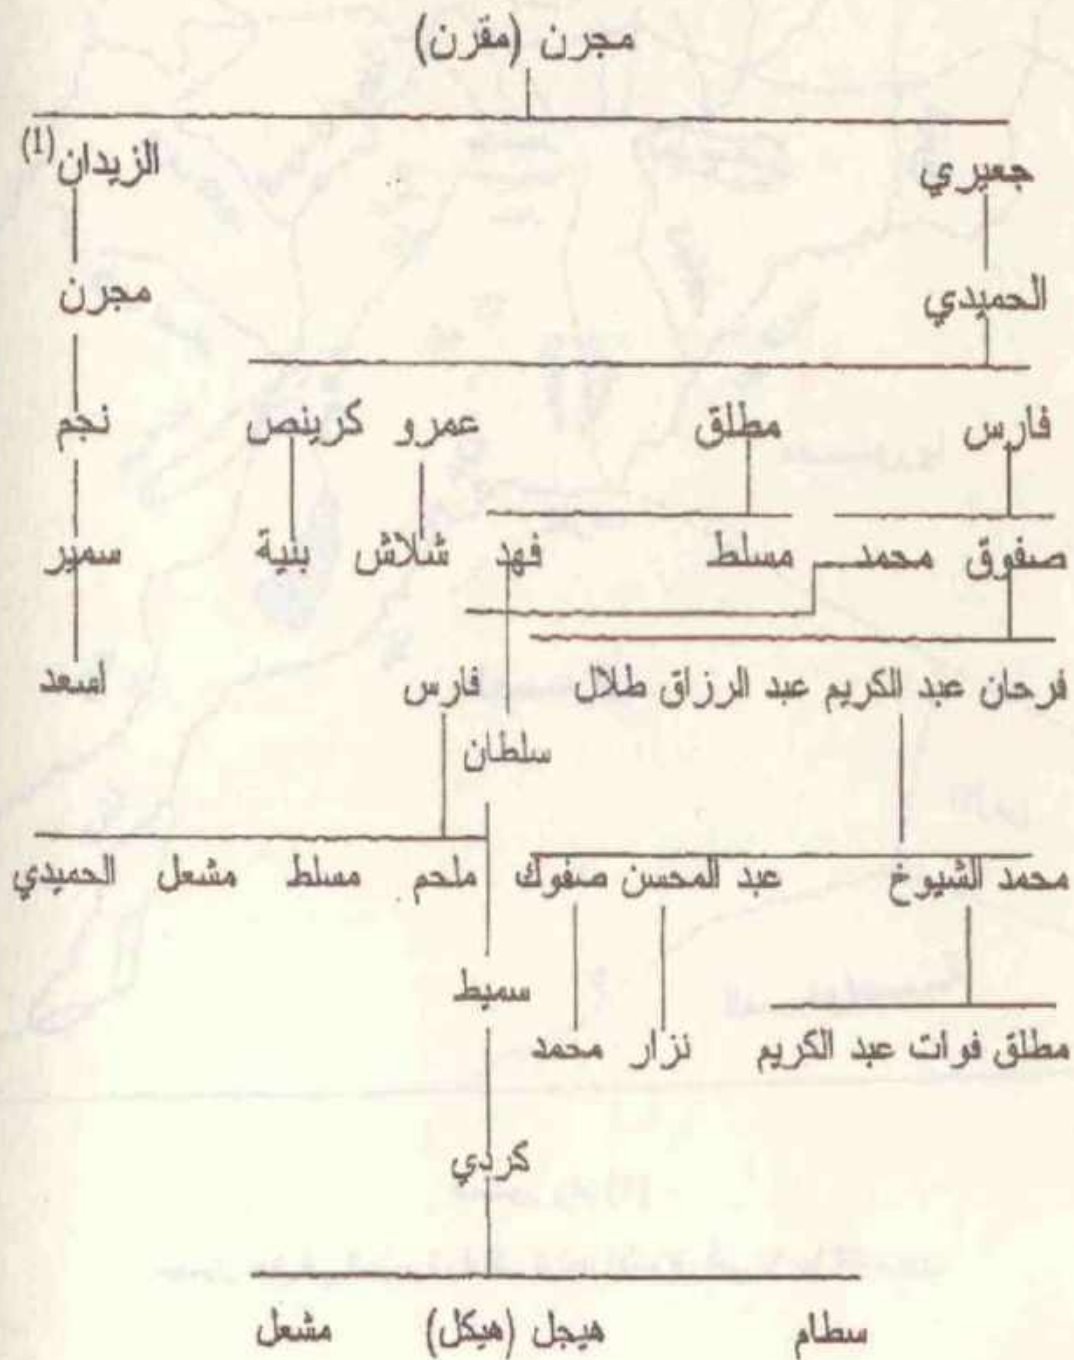 مجرن (مقرن)
جعيري الزيدان (1)
الحميدي مجرن
فارس مطلق عمرو كرينص نجم
صفوق محمد مسلط فهد شلاش بنية سمير
فرحان عبد الكريم عبد الرزاق طلال فارس اسعد
سلطان
محمد الشيوخ عبد المحسن صفوك ملحم مسلط مشعل الحميدي
سميط
مطلق فوات عبد الكريم نزار محمد
كردي
سطام هيجل (هيكل) مشعل